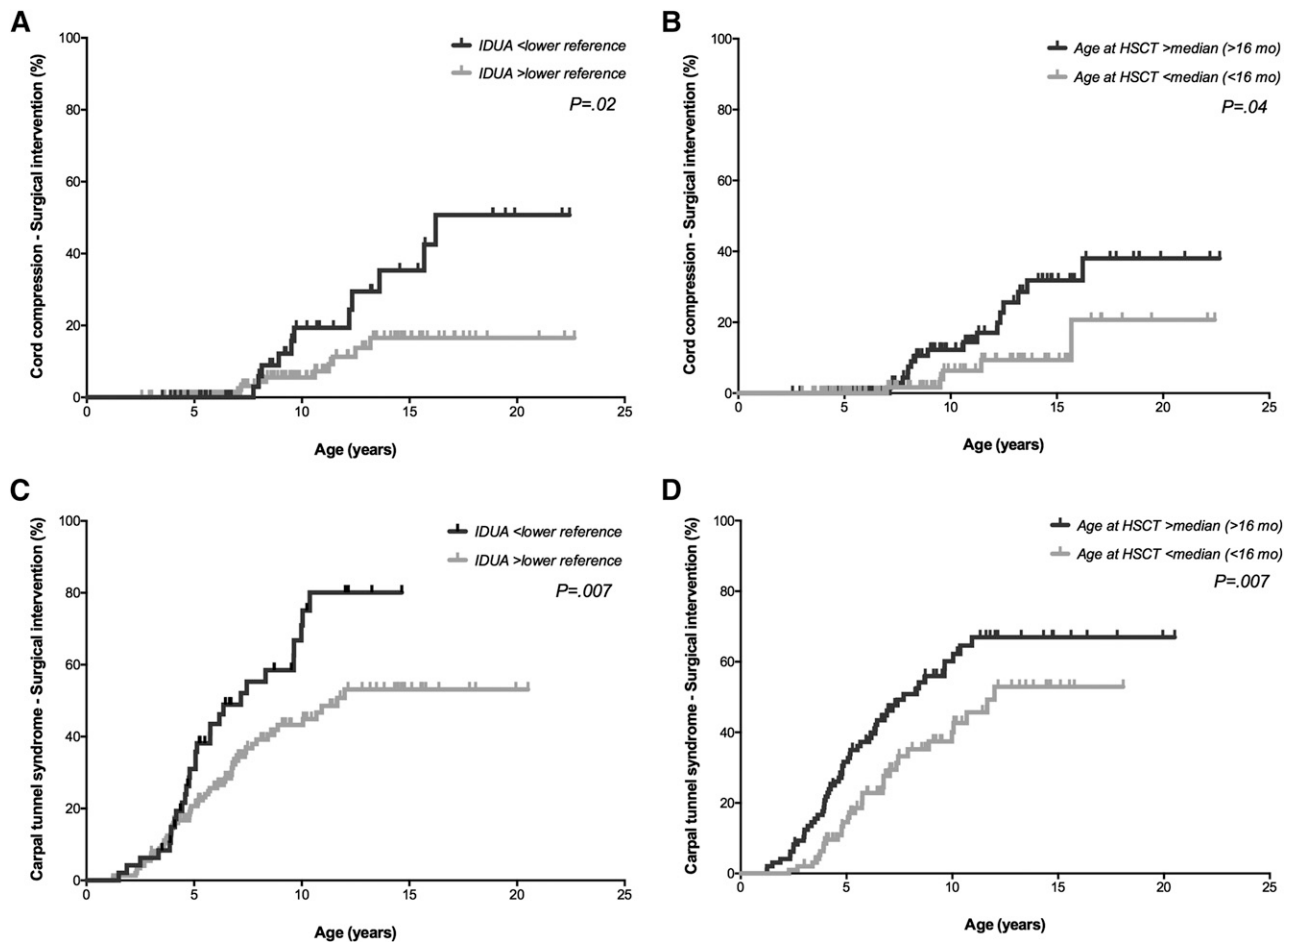 A
Cord compression - Surgical intervention (%)
100
80
60
40
20
0
0 5 10 15 20 25
Age (years)
IDUA <lower reference
IDUA >lower reference
P=.02
B
Cord compression - Surgical intervention (%)
100
80
60
40
20
0
0 5 10 15 20 25
Age (years)
Age at HSCT >median (>16 mo)
Age at HSCT <median (<16 mo)
P=.04
C
Carpal tunnel syndrome - Surgical intervention (%)
100
80
60
40
20
0
0 5 10 15 20 25
Age (years)
IDUA <lower reference
IDUA >lower reference
P=.007
D
Carpal tunnel syndrome - Surgical intervention (%)
100
80
60
40
20
0
0 5 10 15 20 25
Age (years)
Age at HSCT >median (>16 mo)
Age at HSCT <median (<16 mo)
P=.007